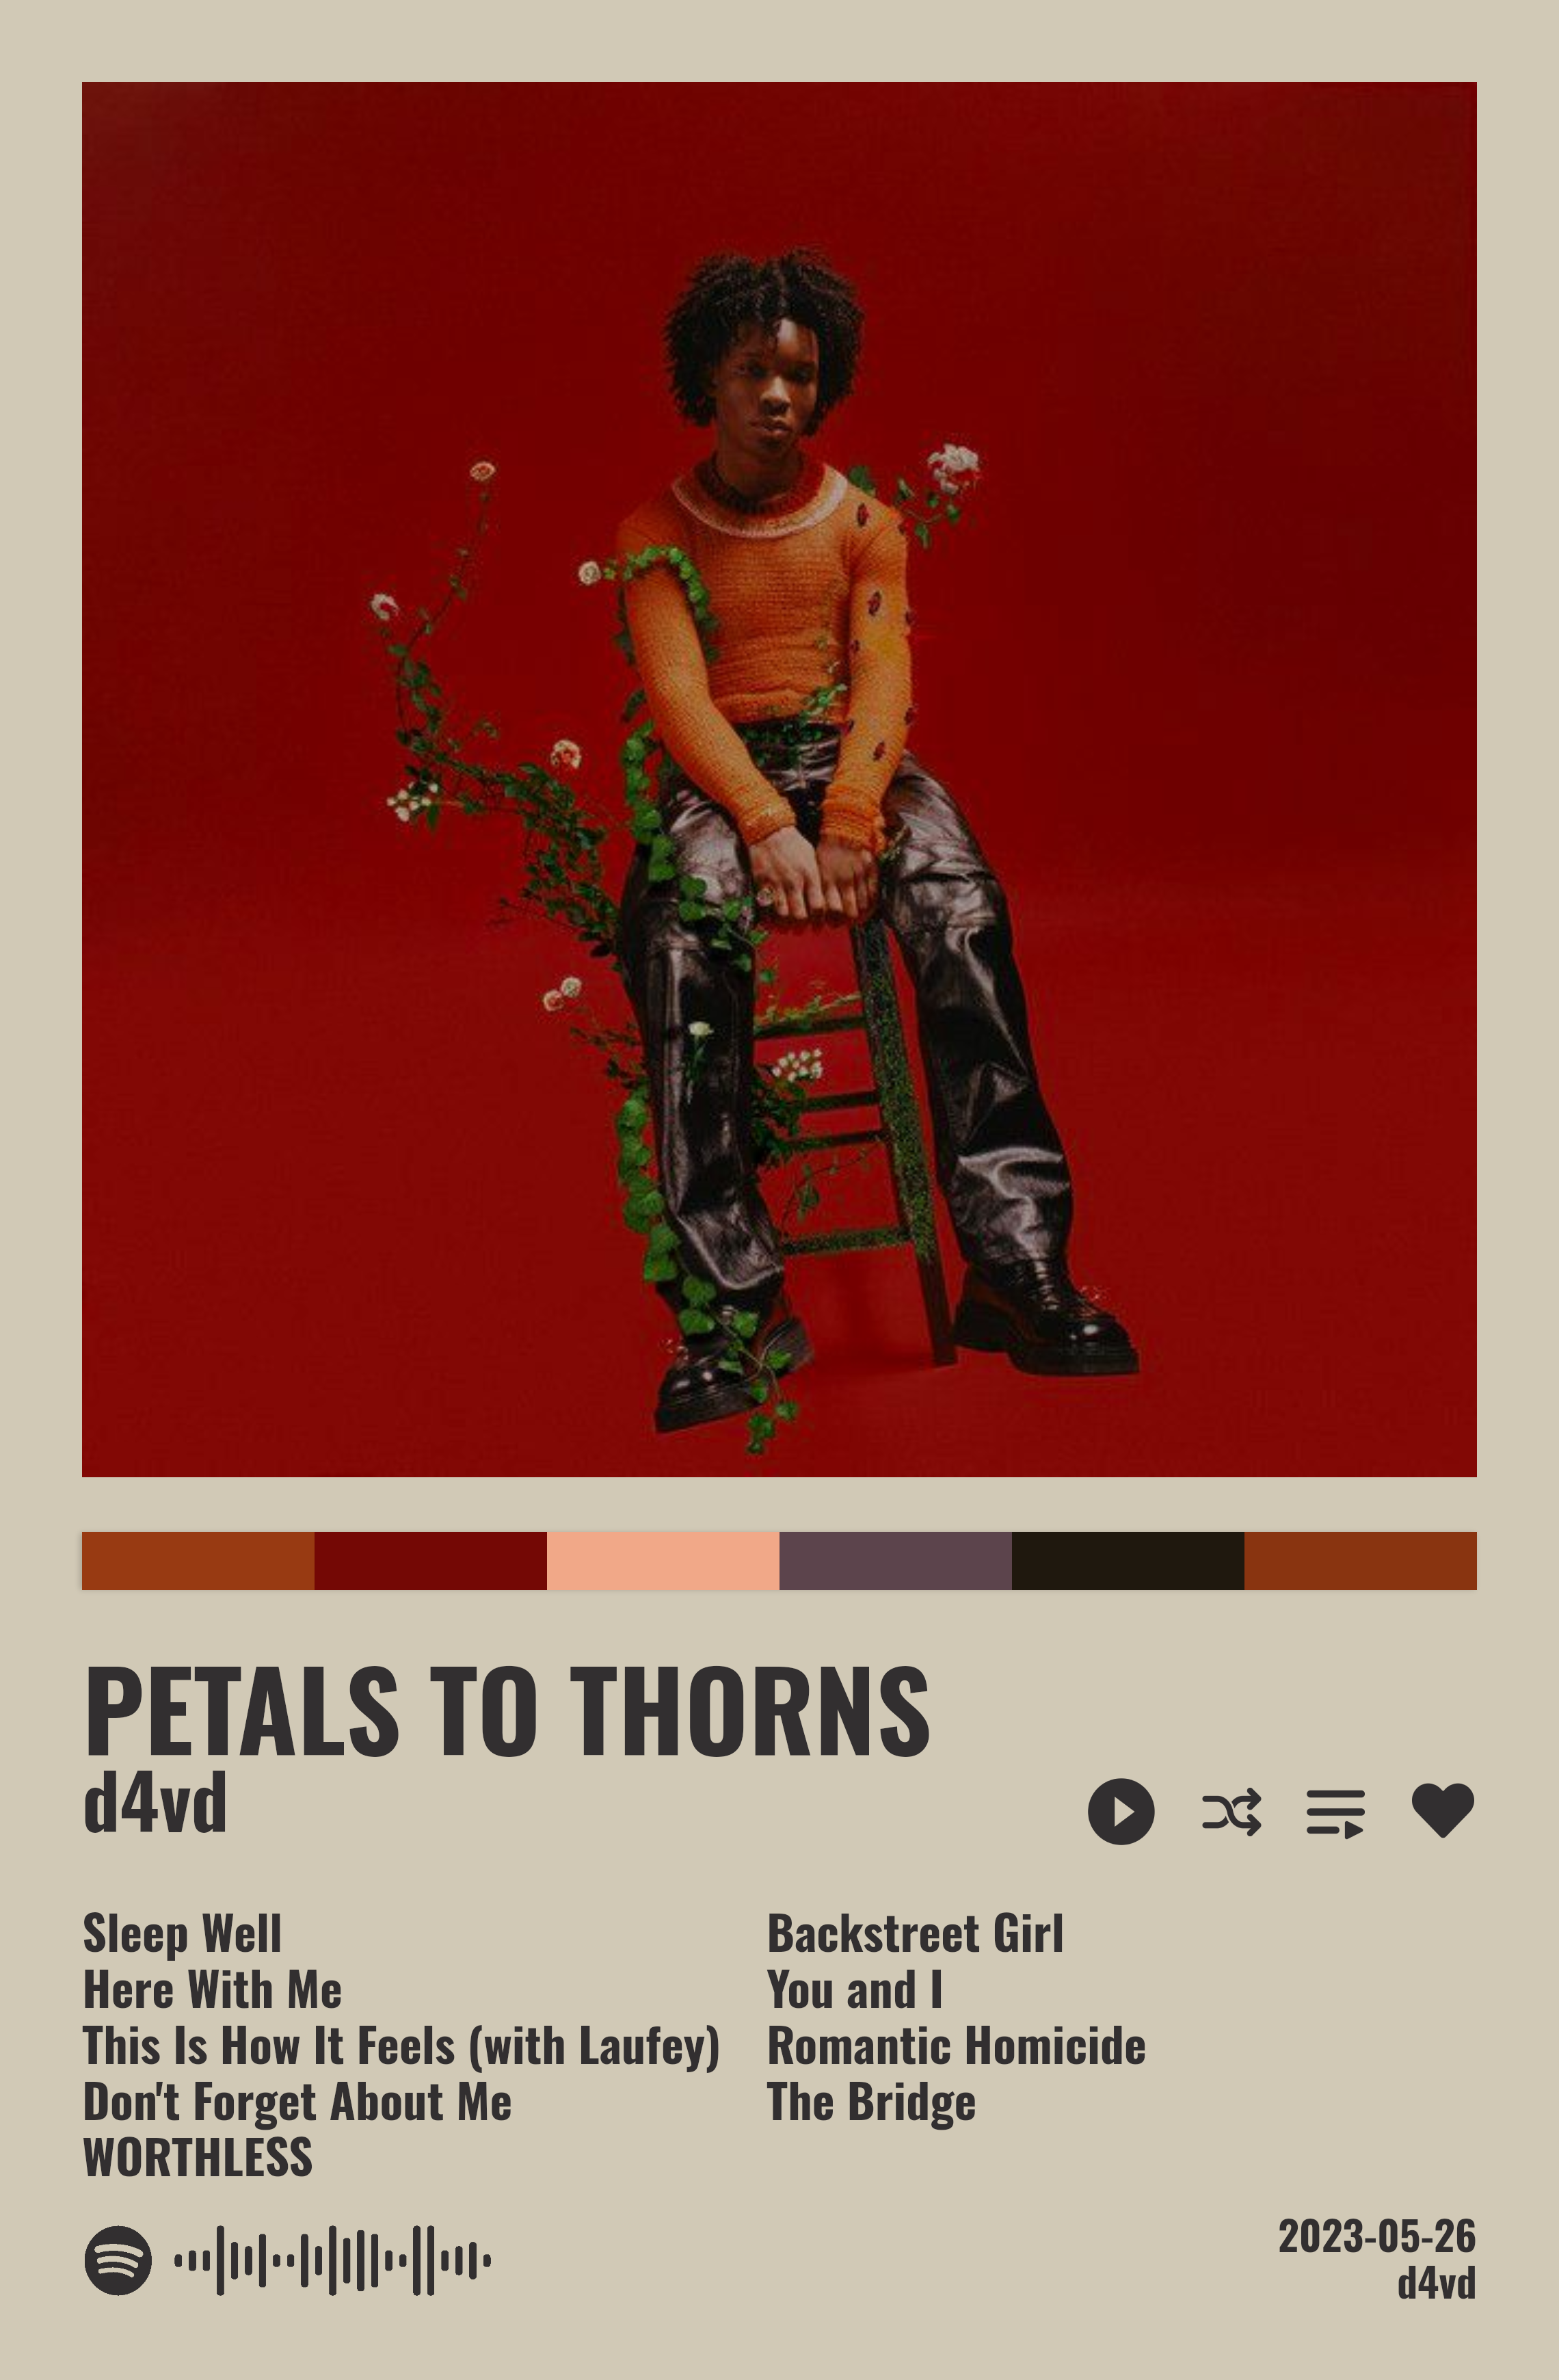 PETALS TO THORNS
d4vd
Sleep Well
Here With Me
This Is How It Feels (with Laufey)
Don't Forget About Me
WORTHLESS
Backstreet Girl
You and I
Romantic Homicide
The Bridge
2023-05-26
d4vd